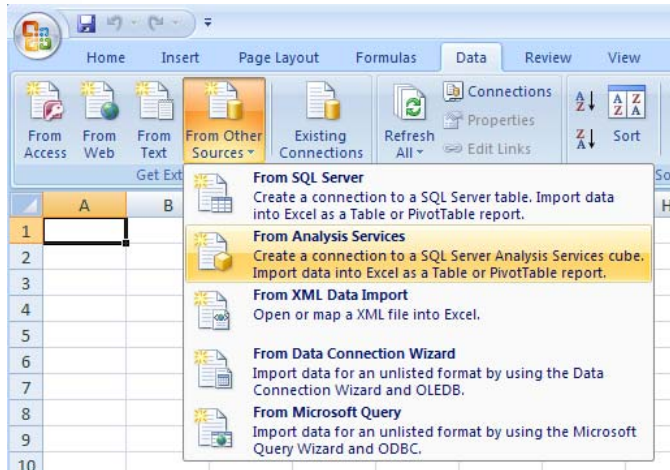 Home Insert Page Layout Formulas Data Review View
From Access
From Web
From Text
From Other Sources
Existing Connections
Refresh All
Connections
Properties
Edit Links
A Z
Z A
A Z
Z A
Sort
Get Ext
So
A B H
1
2
3
4
5
6
7
8
9
10
From SQL Server
Create a connection to a SQL Server table. Import data
into Excel as a Table or PivotTable report.
From Analysis Services
Create a connection to a SQL Server Analysis Services cube.
Import data into Excel as a Table or PivotTable report.
From XML Data Import
Open or map a XML file into Excel.
From Data Connection Wizard
Import data for an unlisted format by using the Data
Connection Wizard and OLEDB.
From Microsoft Query
Import data for an unlisted format by using the Microsoft
Query Wizard and ODBC.